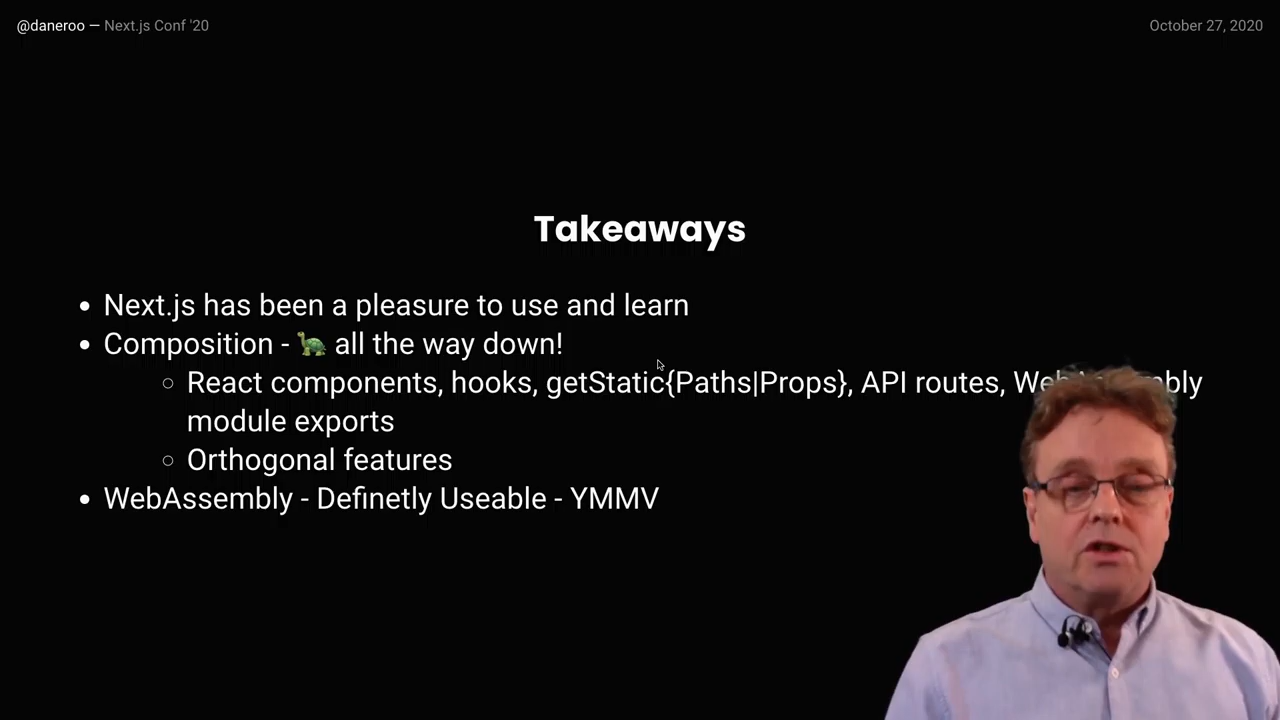 @daneroo — Next.js Conf '20
October 27, 2020
Takeaways
• Next.js has been a pleasure to use and learn
• Composition - 🐢 all the way down!
○ React components, hooks, getStatic{Paths|Props}, API routes, WebAssembly
module exports
○ Orthogonal features
• WebAssembly - Definetly Useable - YMMV